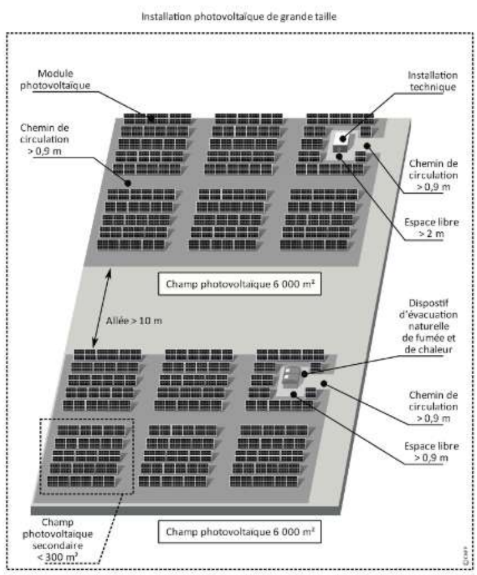 Installation photovoltaïque de grande taille
Module
photovoltaïque
Installation
technique
Chemin de
circulation
> 0,9 m
Chemin de
circulation
>0,9 m
Espace libre
> 2 m
Champ photovoltaïque 6 000 m²
Allée > 10 m
Dispostif
d'évacuation
naturelle
de fumée et
de chaleur
Chemin de
circulation
>0,9 m
Espace libre
>0,9 m
Champ
photovoltaïque
secondaire
< 300 m²
Champ photovoltaïque 6 000 m²